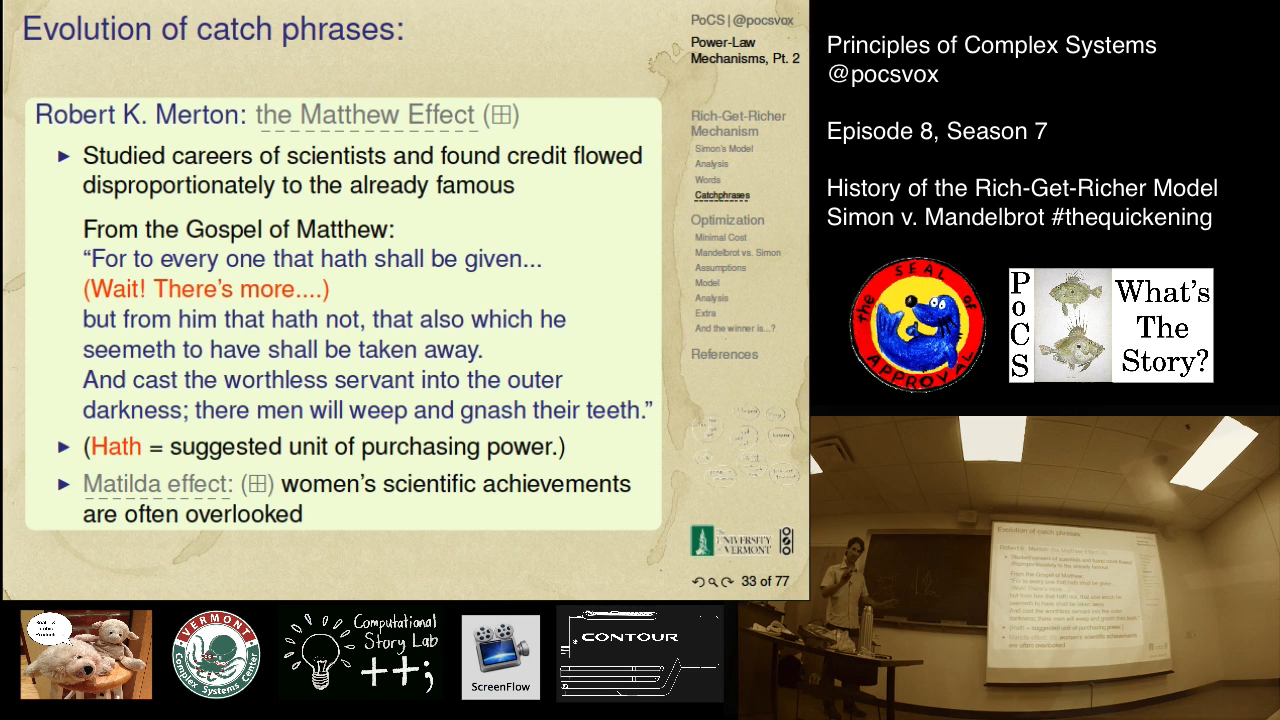 Evolution of catch phrases:
PoCS | @pocsvox
Power-Law
Mechanisms, Pt. 2
Robert K. Merton: the Matthew Effect (田)
▶ Studied careers of scientists and found credit flowed
disproportionately to the already famous
From the Gospel of Matthew:
“For to every one that hath shall be given...
(Wait! There’s more....)
but from him that hath not, that also which he
seemeth to have shall be taken away.
And cast the worthless servant into the outer
darkness; there men will weep and gnash their teeth.”
▶ (Hath = suggested unit of purchasing power.)
▶ Matilda effect: (田) women’s scientific achievements
are often overlooked
Rich-Get-Richer
Mechanism
Simon's Model
Analysis
Words
Catchphrases
Optimization
Minimal Cost
Mandelbrot vs. Simon
Assumptions
Model
Analysis
Extra
And the winner is...?
References
The
UNIVERSITY
of VERMONT
33 of 77
Principles of Complex Systems
@pocsvox
Episode 8, Season 7
History of the Rich-Get-Richer Model
Simon v. Mandelbrot #thequickening
the SEAL of
APPROVAL
PoCS
What's
The
Story?
Evolution of catch phrases:
VERMONT
Complex Systems Center
Computational
Story Lab
++;
ScreenFlow
CONTOUR